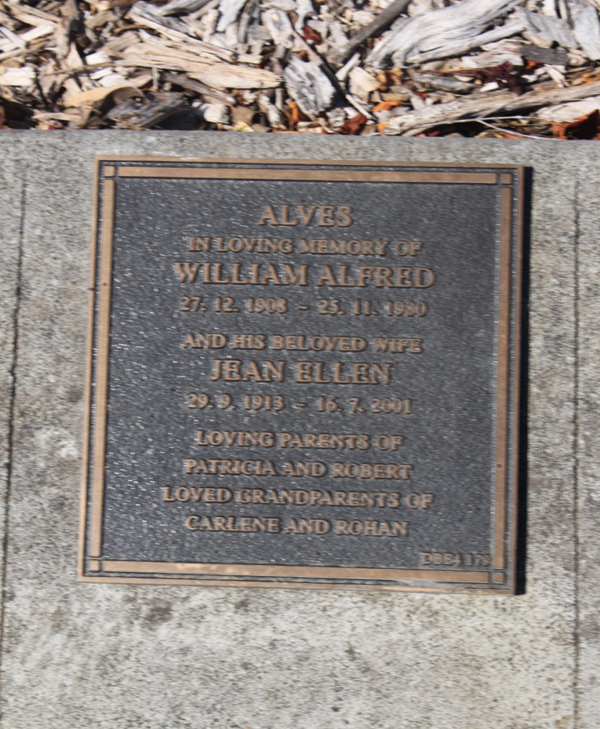 ALVES
IN LOVING MEMORY OF
WILLIAM ALFRED
27. 12. 1908 - 25. 11. 1980
AND HIS BELOVED WIFE
JEAN ELLEN
29. 9. 1913 - 16. 7. 2001
LOVING PARENTS OF
PATRICIA AND ROBERT
LOVED GRANDPARENTS OF
CARLENE AND ROHAN